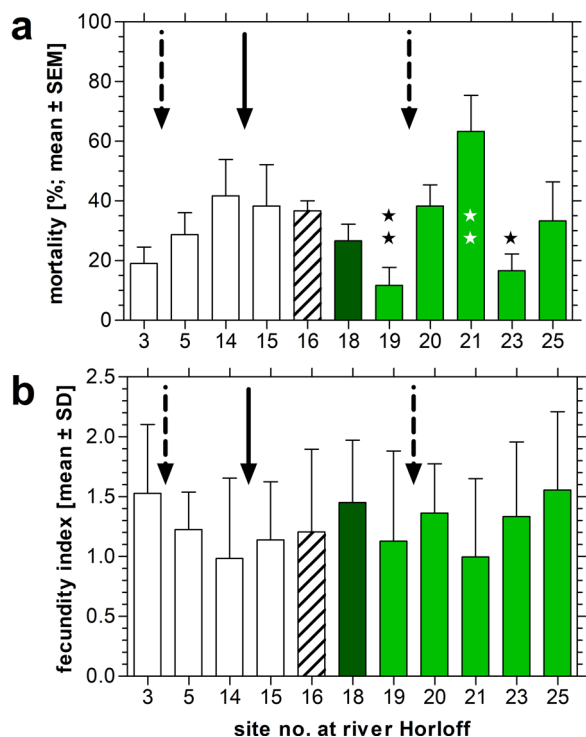 a
mortality [%; mean ± SEM]
100
80
60
40
20
0
3 5 14 15 16 18 19 20 21 23 25
b
fecundity index [mean ± SD]
2.5
2.0
1.5
1.0
0.5
0.0
3 5 14 15 16 18 19 20 21 23 25
site no. at river Horloff